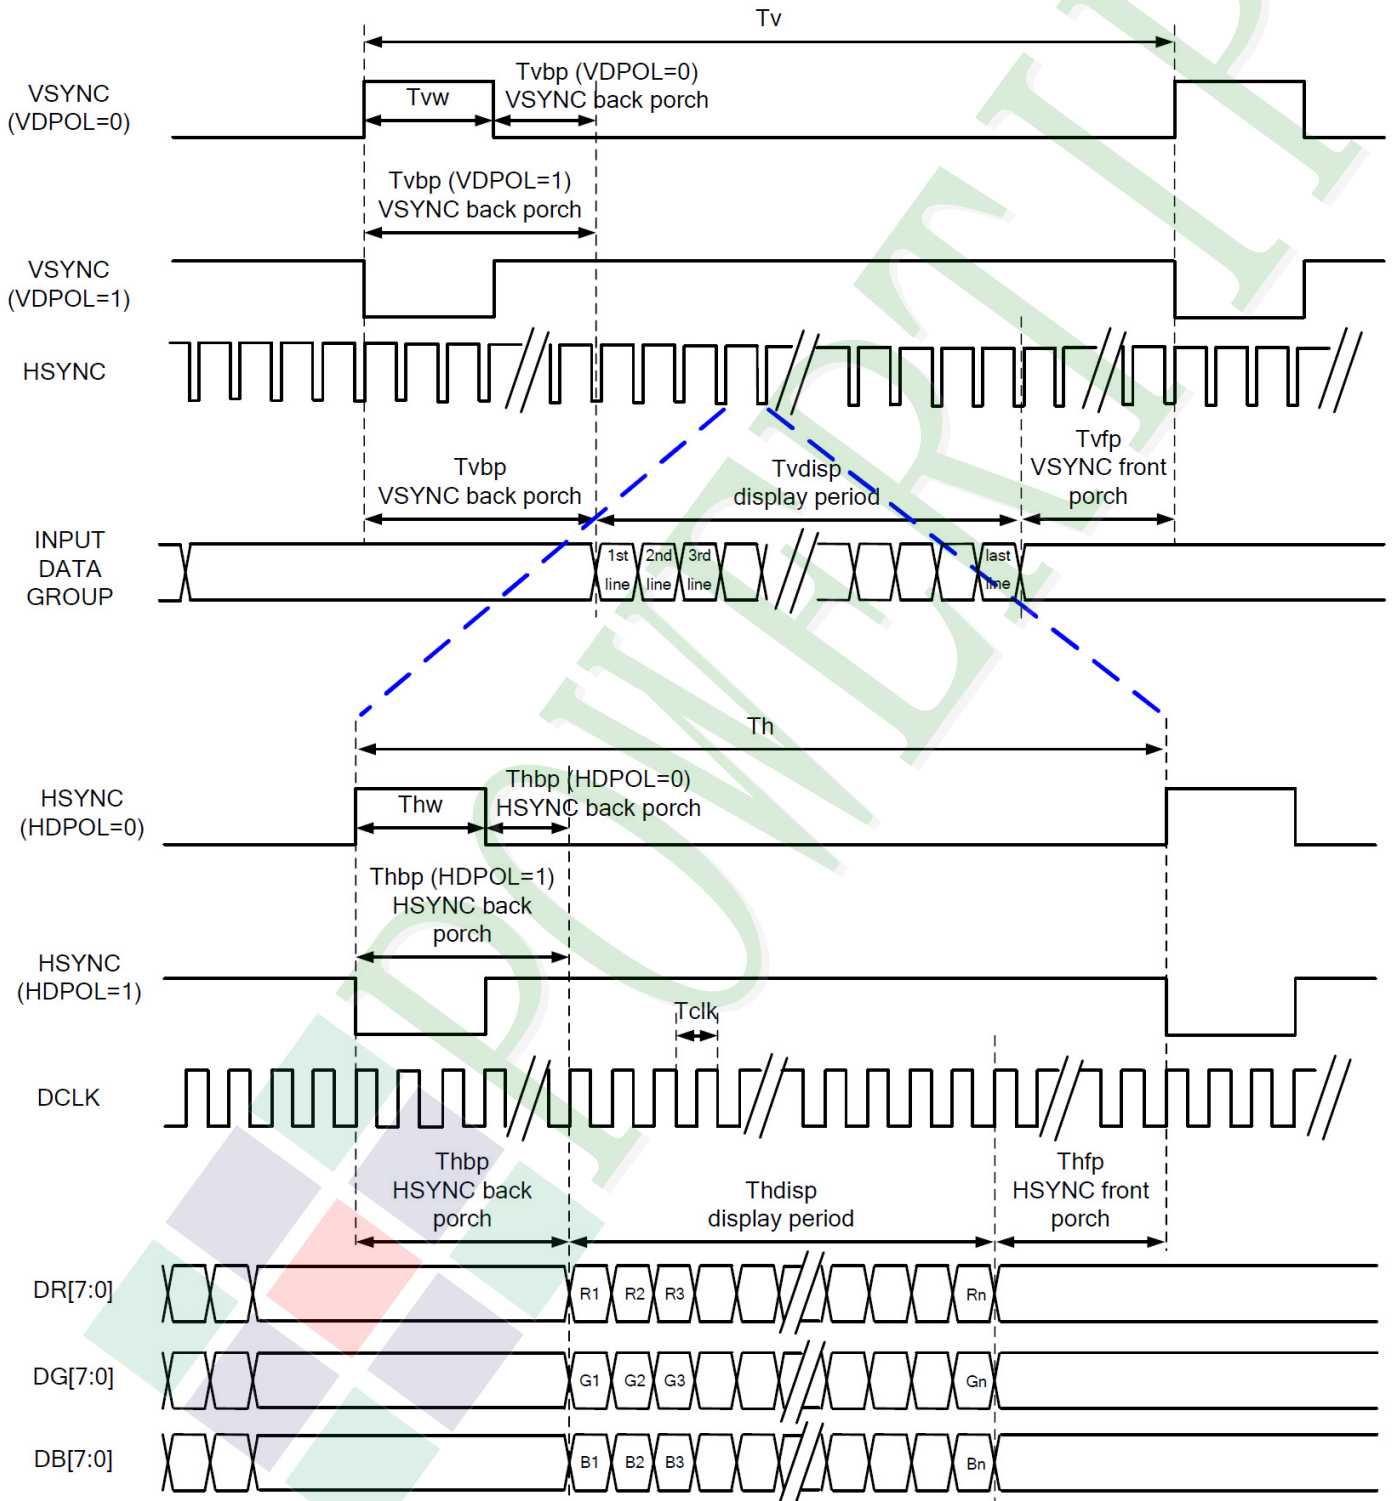 Tv
VSYNC
(VDPOL=0)
Tvw
Tvbp (VDPOL=0)
VSYNC back porch
Tvbp (VDPOL=1)
VSYNC back porch
VSYNC
(VDPOL=1)
HSYNC
Tvbp
VSYNC back porch
Tvdisp
display period
Tvfp
VSYNC front
porch
INPUT
DATA
GROUP
1st
line
2nd
line
3rd
line
last
line
Th
HSYNC
(HDPOL=0)
Thw
Thbp (HDPOL=0)
HSYNC back porch
Thbp (HDPOL=1)
HSYNC back
porch
HSYNC
(HDPOL=1)
Tclk
DCLK
Thbp
HSYNC back
porch
Thdisp
display period
Thfp
HSYNC front
porch
DR[7:0]
R1 R2 R3 Rn
DG[7:0]
G1 G2 G3 Gn
DB[7:0]
B1 B2 B3 Bn
POWERTIP